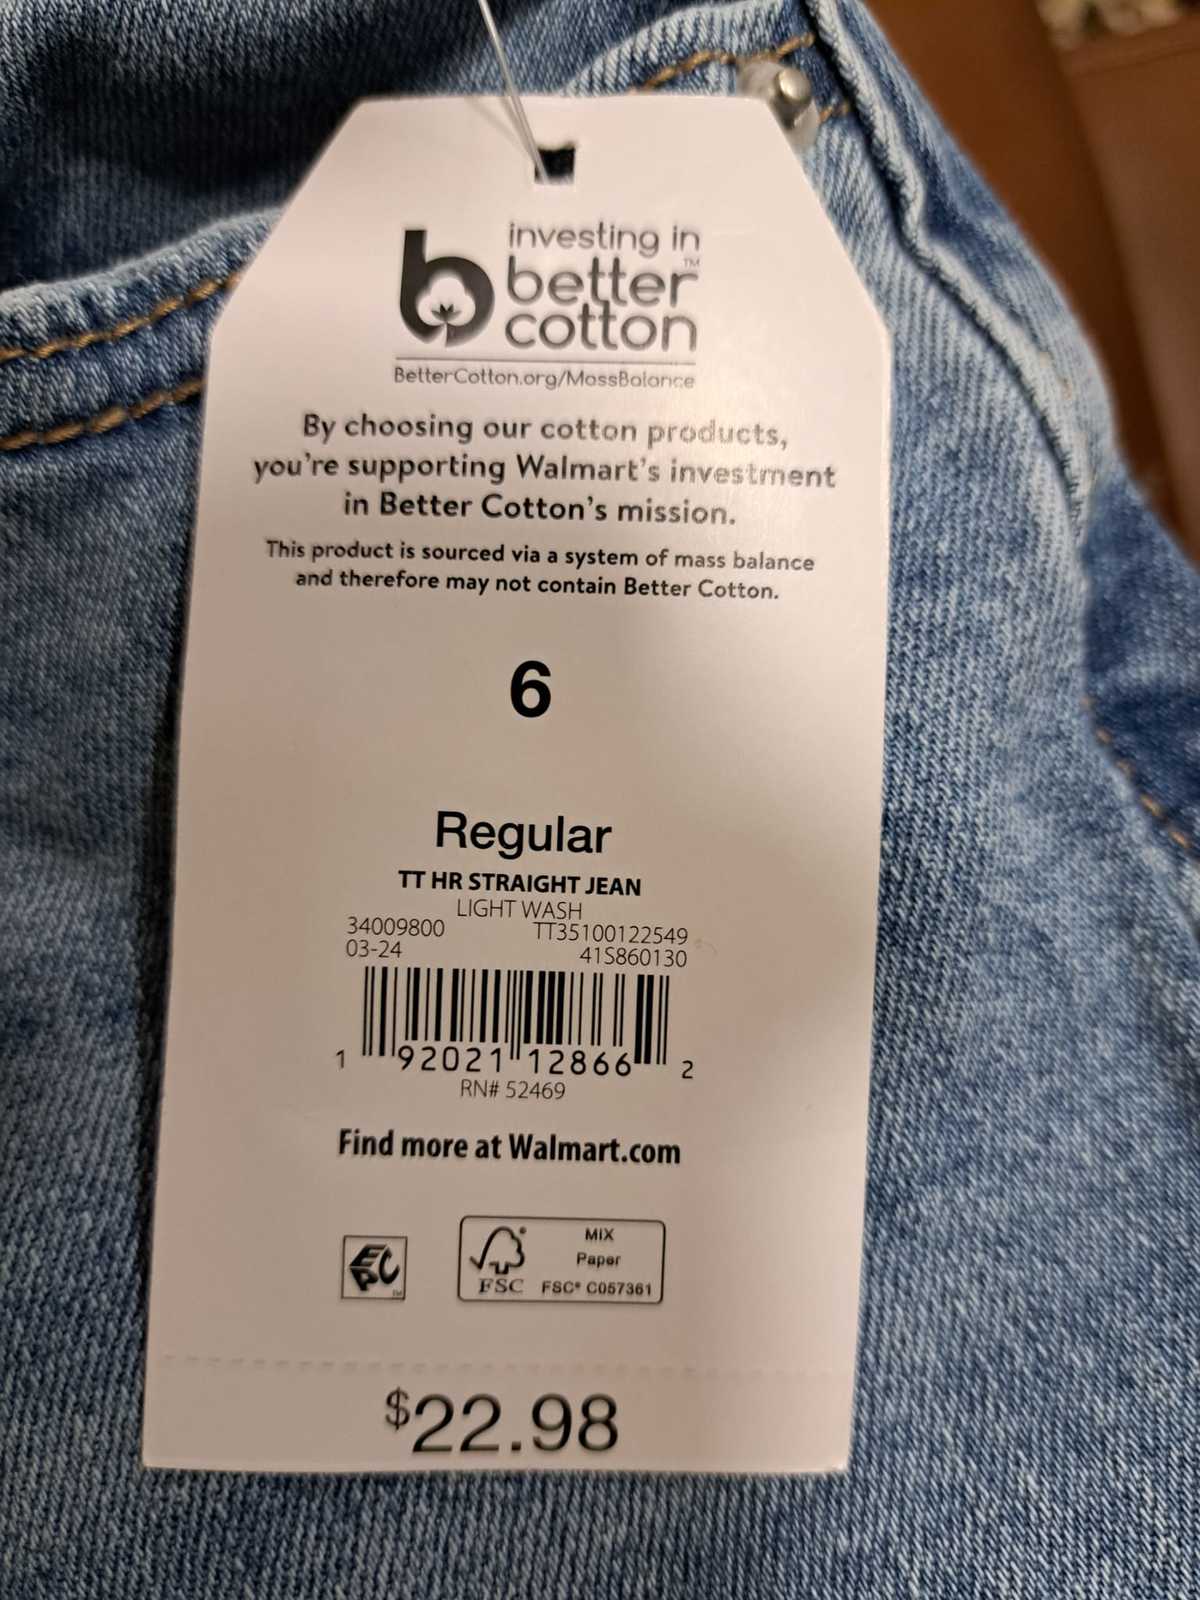 investing in
better™
cotton
BetterCotton.org/MassBalance
By choosing our cotton products,
you're supporting Walmart's investment
in Better Cotton's mission.
This product is sourced via a system of mass balance
and therefore may not contain Better Cotton.
6
Regular
TT HR STRAIGHT JEAN
LIGHT WASH
34009800 TT35100122549
03-24 41S860130
1 92021 12866 2
RN# 52469
Find more at Walmart.com
EPC™
MIX
Paper
FSC FSC® C057361
$22.98